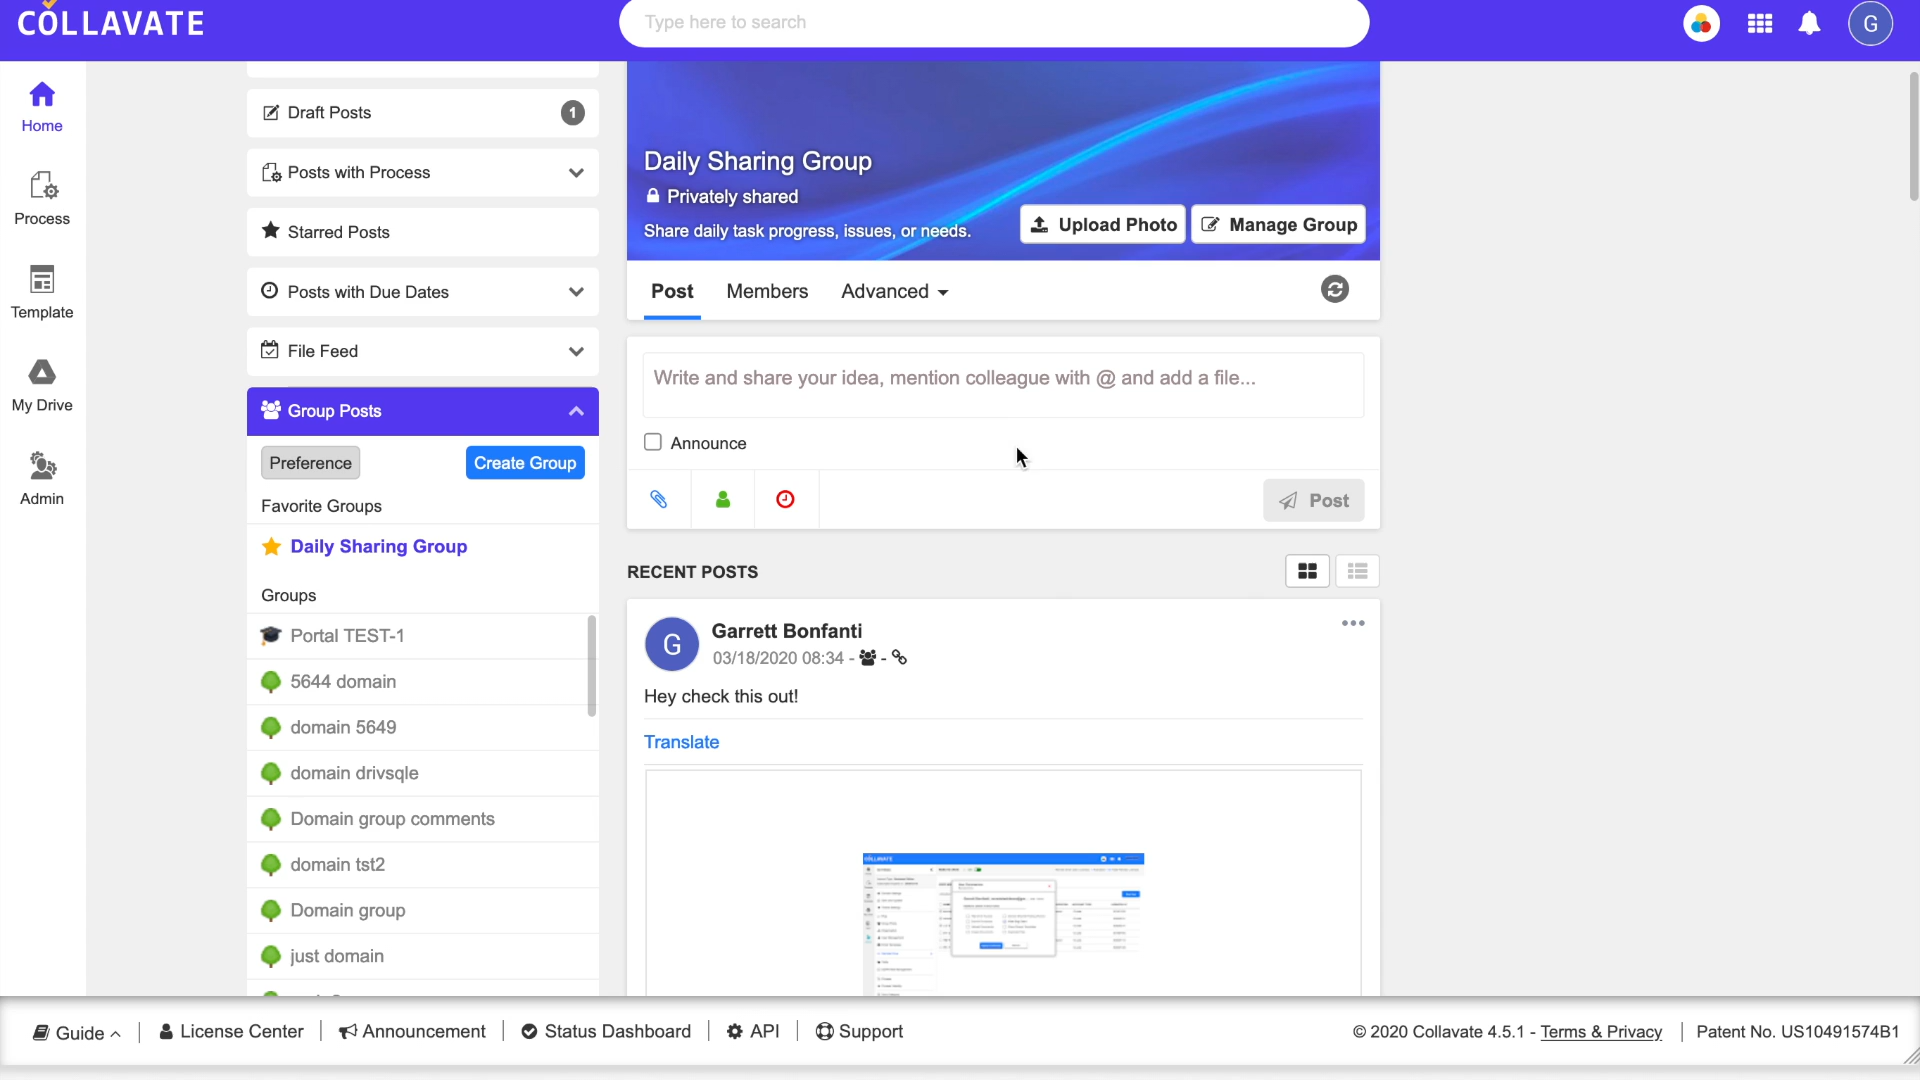 COLLAVATE
Type here to search
G
Home
Process
Template
My Drive
Admin
Draft Posts
1
Posts with Process
Starred Posts
Posts with Due Dates
File Feed
Group Posts
Preference
Create Group
Favorite Groups
Daily Sharing Group
Groups
Portal TEST-1
5644 domain
domain 5649
domain drivsqle
Domain group comments
domain tst2
Domain group
just domain
Daily Sharing Group
Privately shared
Share daily task progress, issues, or needs.
Upload Photo
Manage Group
Post
Members
Advanced
Write and share your idea, mention colleague with @ and add a file...
Announce
Post
RECENT POSTS
G
Garrett Bonfanti
03/18/2020 08:34 - -
Hey check this out!
Translate
COLLAVATE
Guide
License Center
Announcement
Status Dashboard
API
Support
© 2020 Collavate 4.5.1 - Terms & Privacy
Patent No. US10491574B1